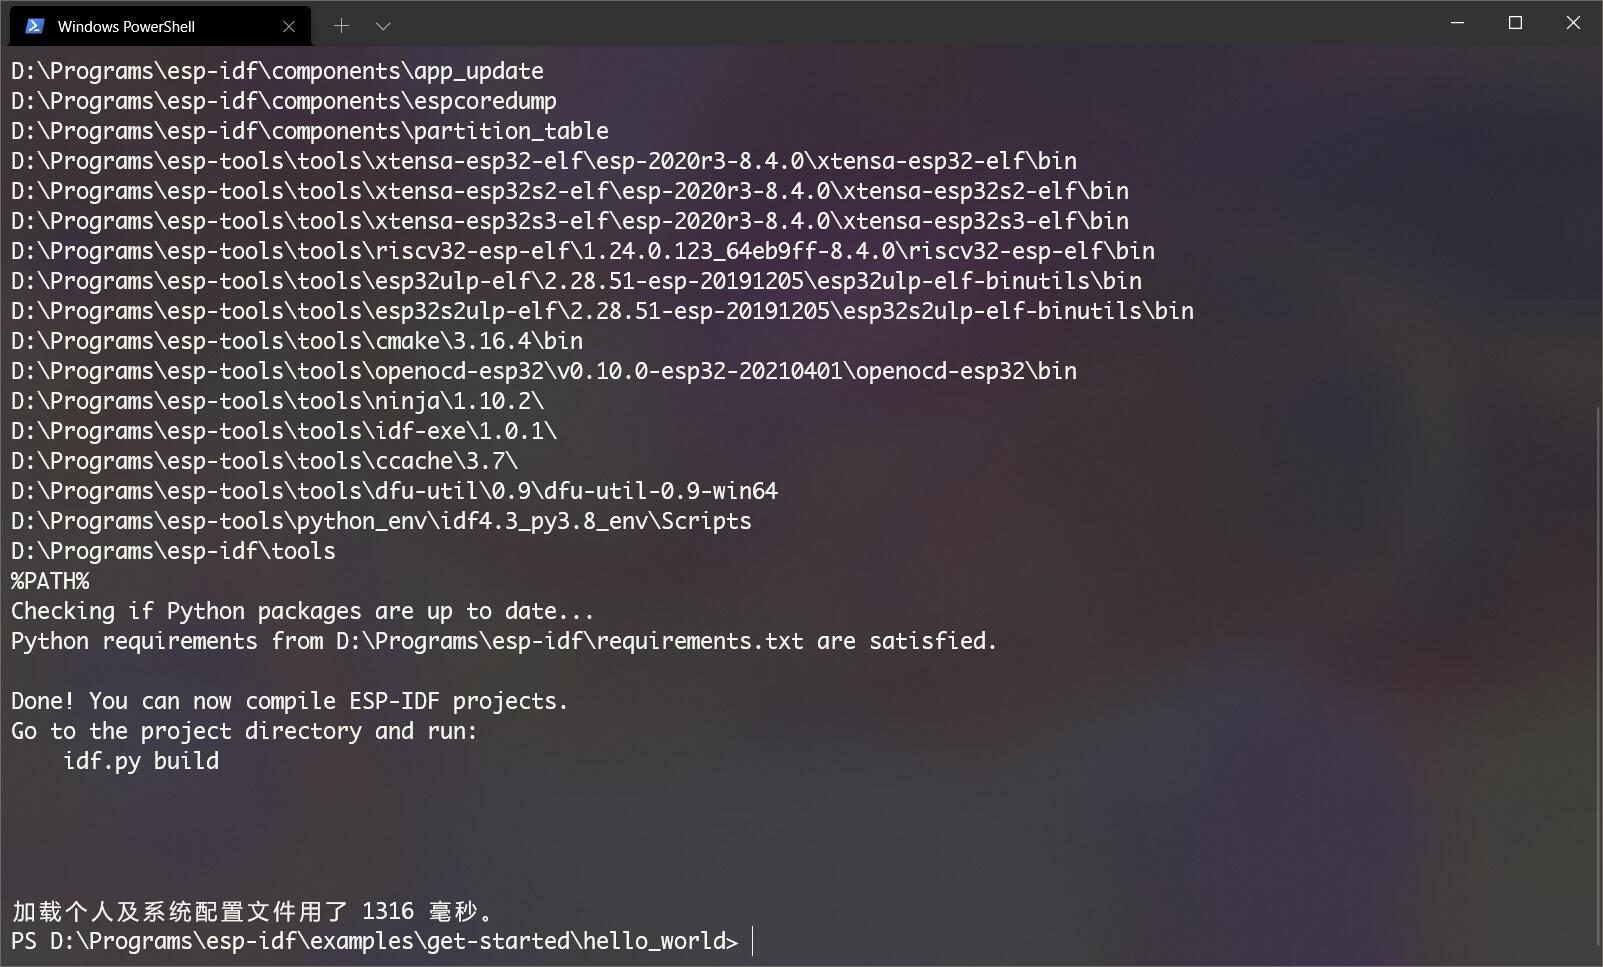 Windows PowerShell
D:\Programs\esp-idf\components\app_update
D:\Programs\esp-idf\components\espcoredump
D:\Programs\esp-idf\components\partition_table
D:\Programs\esp-tools\tools\xtensa-esp32-elf\esp-2020r3-8.4.0\xtensa-esp32-elf\bin
D:\Programs\esp-tools\tools\xtensa-esp32s2-elf\esp-2020r3-8.4.0\xtensa-esp32s2-elf\bin
D:\Programs\esp-tools\tools\xtensa-esp32s3-elf\esp-2020r3-8.4.0\xtensa-esp32s3-elf\bin
D:\Programs\esp-tools\tools\riscv32-esp-elf\1.24.0.123_64eb9ff-8.4.0\riscv32-esp-elf\bin
D:\Programs\esp-tools\tools\esp32ulp-elf\2.28.51-esp-20191205\esp32ulp-elf-binutils\bin
D:\Programs\esp-tools\tools\esp32s2ulp-elf\2.28.51-esp-20191205\esp32s2ulp-elf-binutils\bin
D:\Programs\esp-tools\tools\cmake\3.16.4\bin
D:\Programs\esp-tools\tools\openocd-esp32\v0.10.0-esp32-20210401\openocd-esp32\bin
D:\Programs\esp-tools\tools\ninja\1.10.2\
D:\Programs\esp-tools\tools\idf-exe\1.0.1\
D:\Programs\esp-tools\tools\ccache\3.7\
D:\Programs\esp-tools\tools\dfu-util\0.9\dfu-util-0.9-win64
D:\Programs\esp-tools\python_env\idf4.3_py3.8_env\Scripts
D:\Programs\esp-idf\tools
%PATH%
Checking if Python packages are up to date...
Python requirements from D:\Programs\esp-idf\requirements.txt are satisfied.
Done! You can now compile ESP-IDF projects.
Go to the project directory and run:
    idf.py build
加载个人及系统配置文件用了 1316 毫秒。
PS D:\Programs\esp-idf\examples\get-started\hello_world>